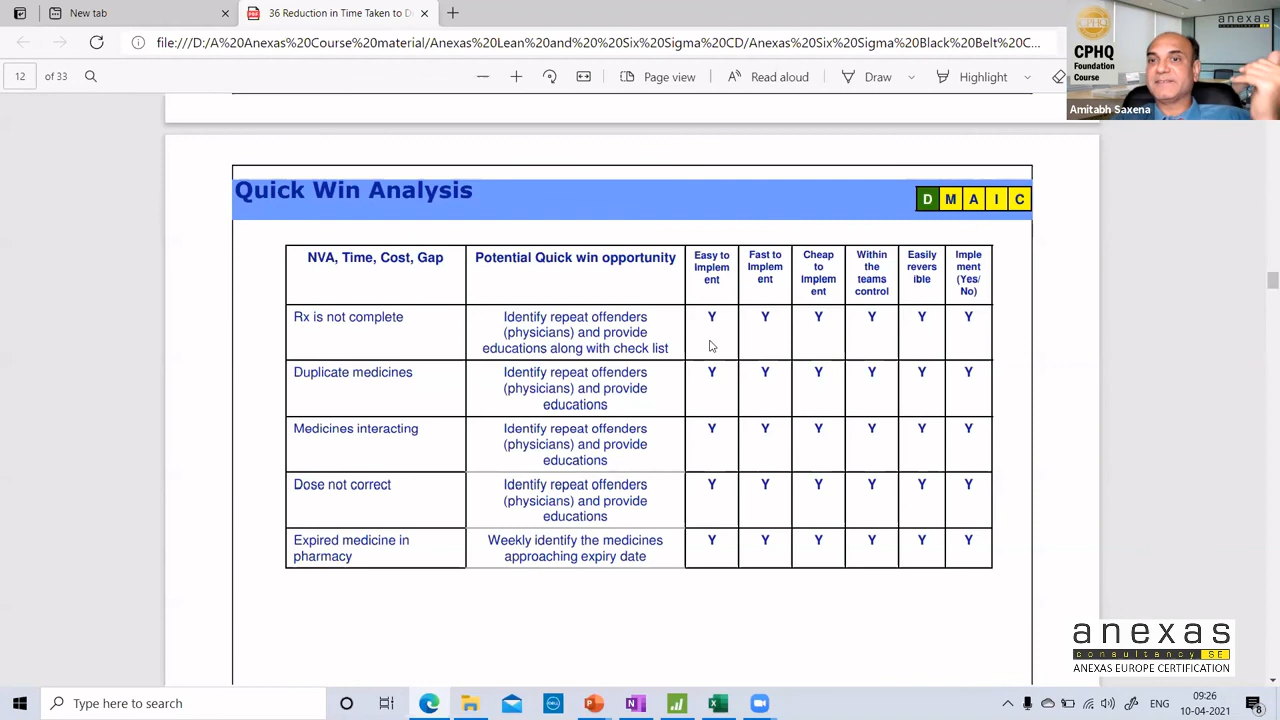 New tab
36 Reduction in Time Taken to D
file:///D:/A%20Anexas%20Course%20material/Anexas%20Lean%20and%20%20Six%20Sigma%20CD/Anexas%20Six%20Sigma%20Black%20Belt%20C...
12 of 33
Page view
Read aloud
Draw
Highlight
CPHQ
Foundation
Course
anexas
Amitabh Saxena
Quick Win Analysis
D M A I C
NVA, Time, Cost, Gap
Potential Quick win opportunity
Easy to
Implem
ent
Fast to
Implem
ent
Cheap
to
Implem
ent
Within
the
teams
control
Easily
revers
ible
Imple
ment
(Yes/
No)
Rx is not complete
Identify repeat offenders
(physicians) and provide
educations along with check list
Y Y Y Y Y Y
Duplicate medicines
Identify repeat offenders
(physicians) and provide
educations
Y Y Y Y Y Y
Medicines interacting
Identify repeat offenders
(physicians) and provide
educations
Y Y Y Y Y Y
Dose not correct
Identify repeat offenders
(physicians) and provide
educations
Y Y Y Y Y Y
Expired medicine in
pharmacy
Weekly identify the medicines
approaching expiry date
Y Y Y Y Y Y
anexas
consultancy SE
ANEXAS EUROPE CERTIFICATION
Type here to search
ENG
09:26
10-04-2021
8